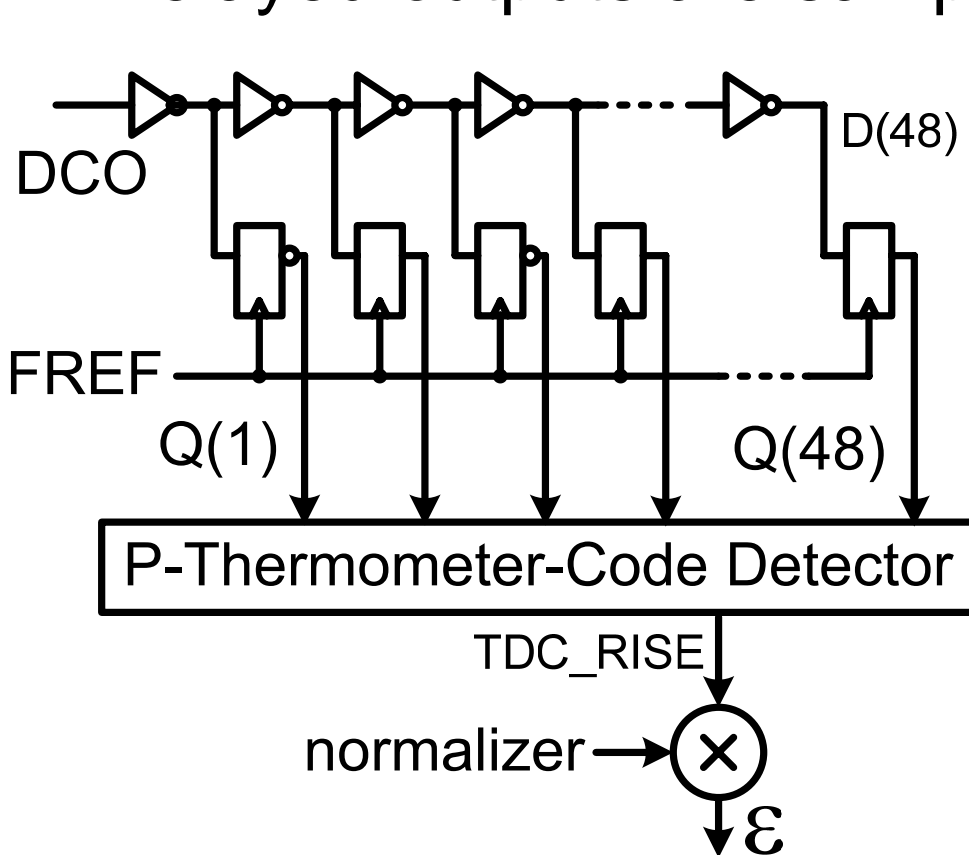 DCO
D(48)
FREF
Q(1)
Q(48)
P-Thermometer-Code Detector
TDC_RISE
normalizer
ε